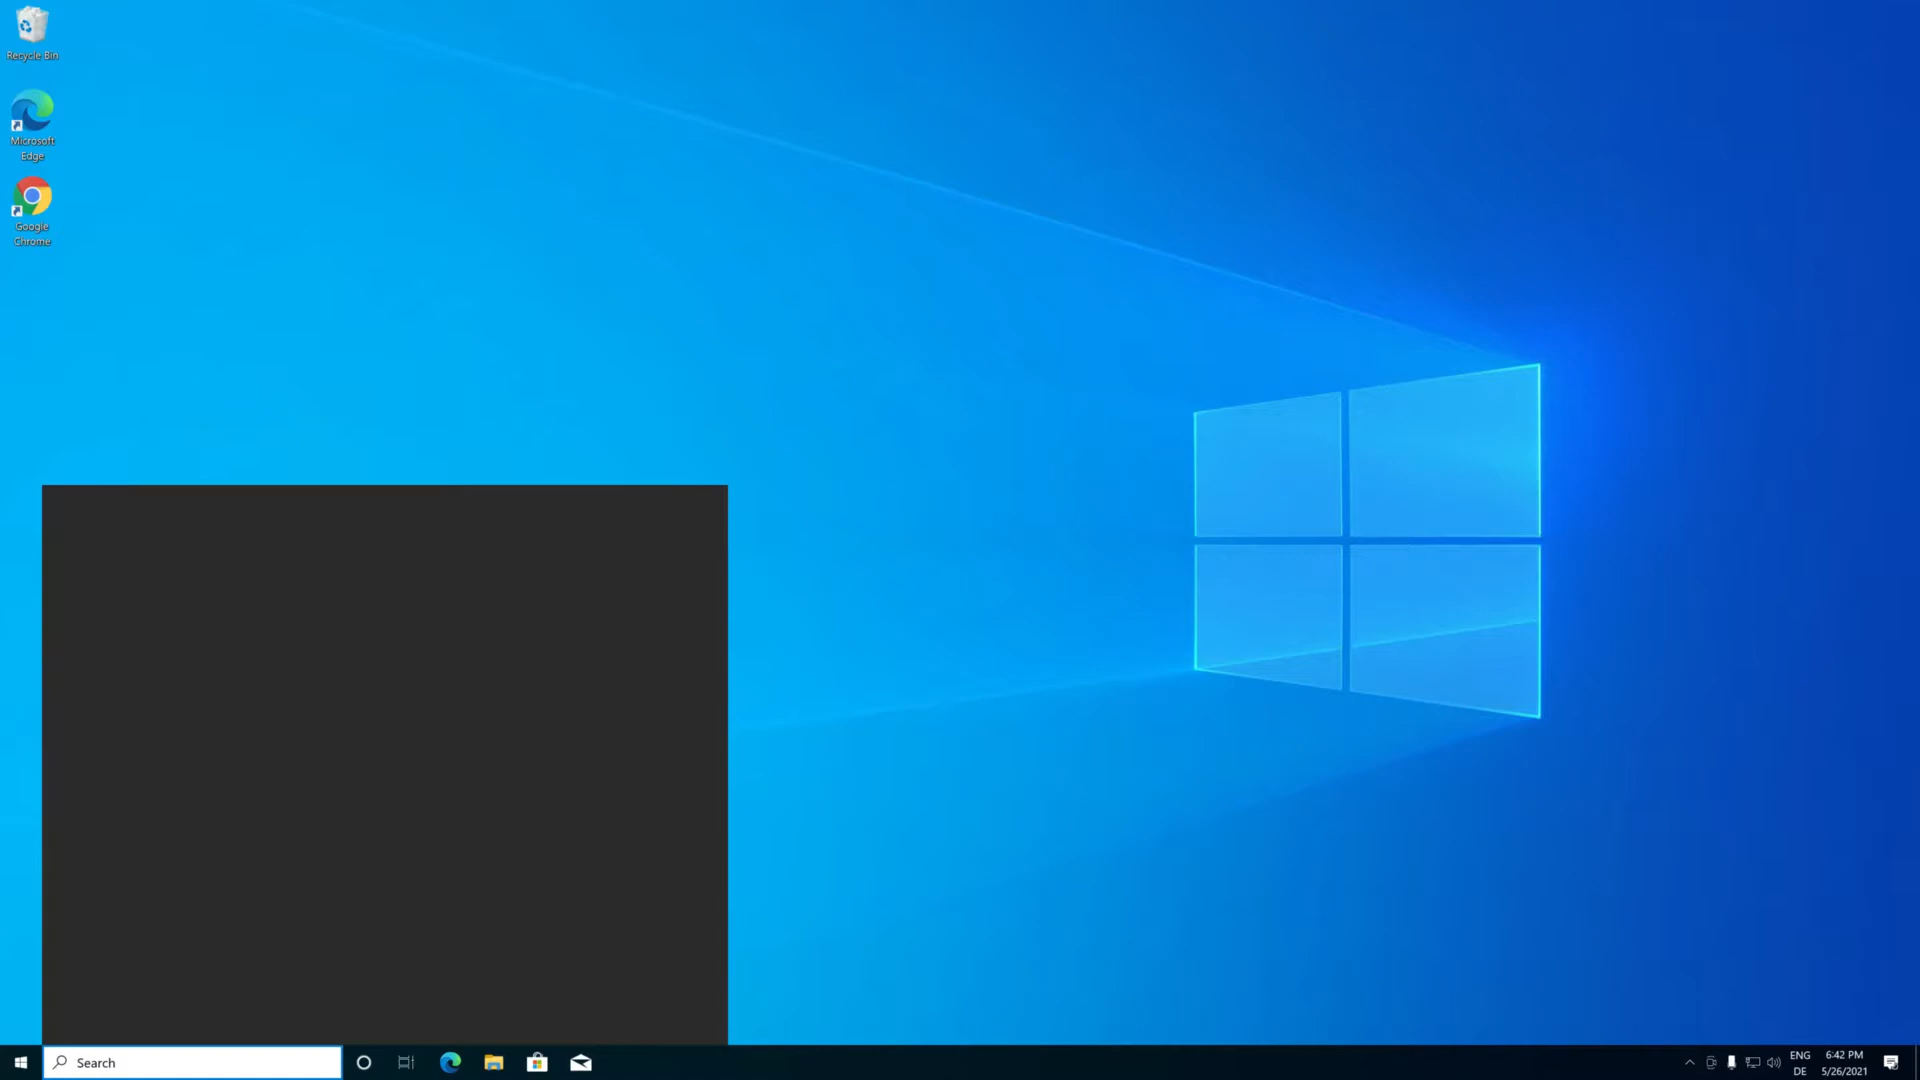 Recycle Bin
Microsoft
Edge
Google
Chrome
Search
ENG
DE
6:42 PM
5/26/2021